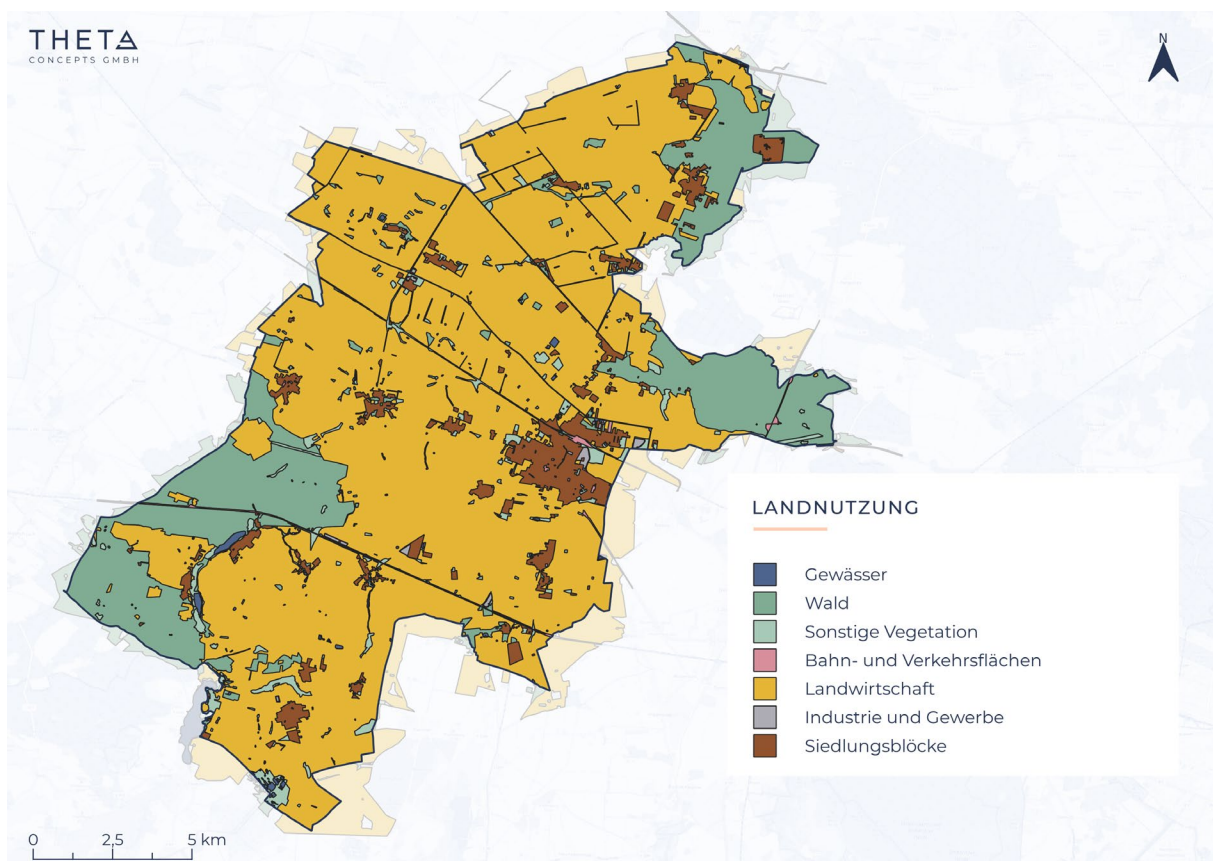 THETA
CONCEPTS GMBH
N
LANDNUTZUNG
Gewässer
Wald
Sonstige Vegetation
Bahn- und Verkehrsflächen
Landwirtschaft
Industrie und Gewerbe
Siedlungsblöcke
0 2,5 5 km